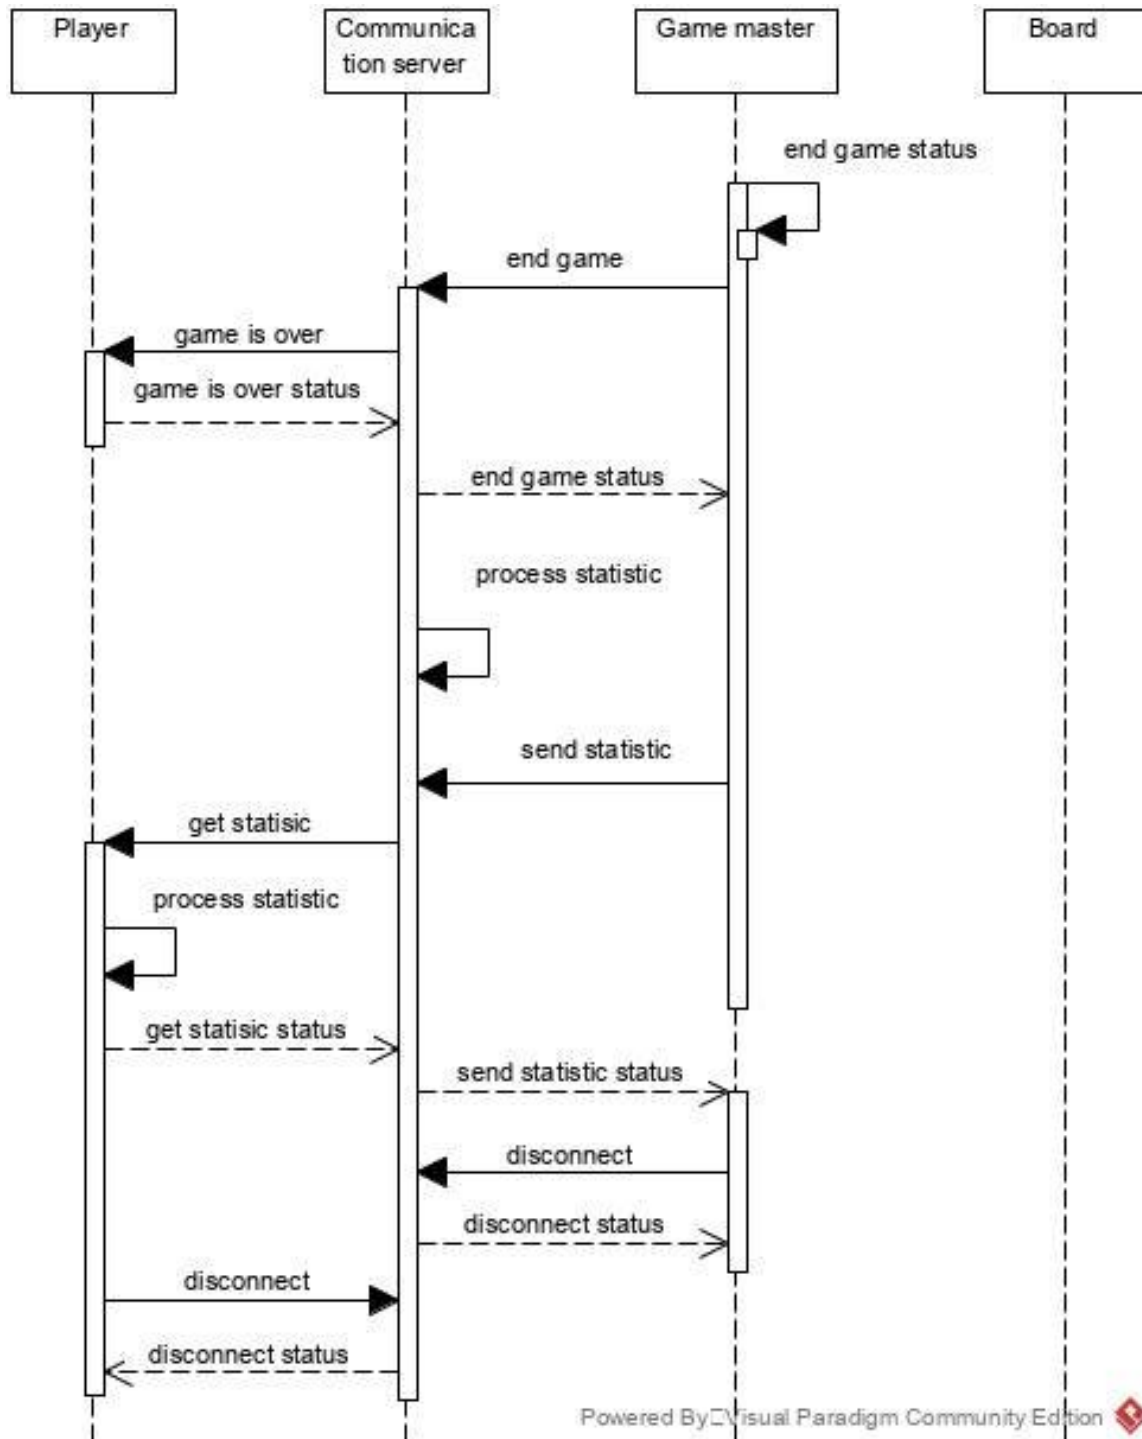 Player
Communica
tion server
Game master
Board
end game status
end game
game is over
game is over status
end game status
process statistic
send statistic
get statisic
process statistic
get statisic status
send statistic status
disconnect
disconnect status
disconnect
disconnect status
Powered By Visual Paradigm Community Edition